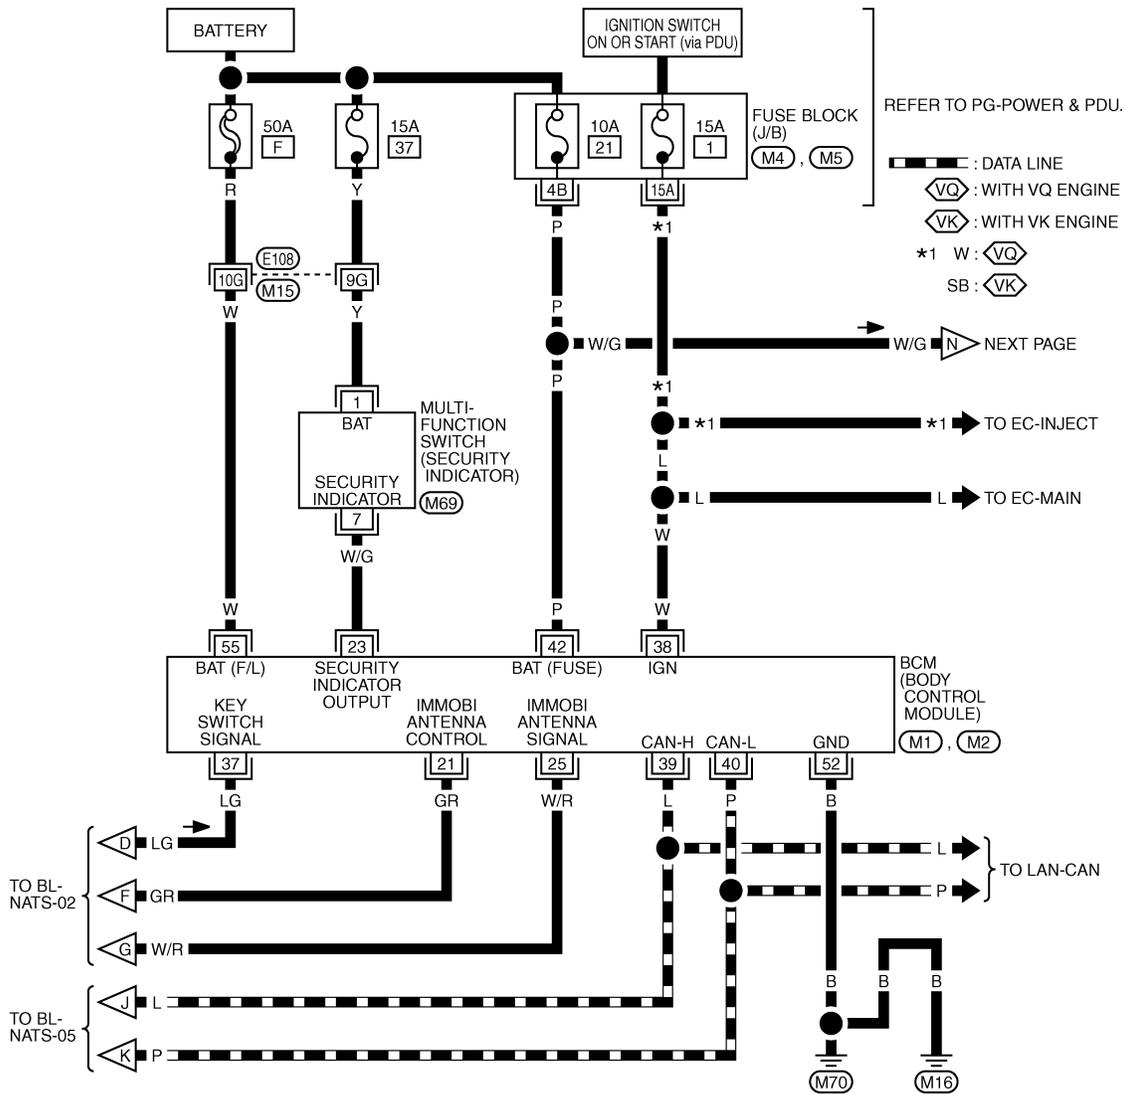 BATTERY
IGNITION SWITCH
ON OR START (via PDU)
REFER TO PG-POWER & PDU.
50A
F
15A
37
10A
21
15A
1
FUSE BLOCK
(J/B)
M4 , M5
: DATA LINE
VQ : WITH VQ ENGINE
VK : WITH VK ENGINE
*1 W : VQ
SB : VK
R
Y
4B
15A
P
*1
10G
E108
M15
9G
W
Y
P
W/G
W/G
N
NEXT PAGE
P
*1
*1
*1
TO EC-INJECT
L
L
L
TO EC-MAIN
W
1
BAT
SECURITY
INDICATOR
7
MULTI-
FUNCTION
SWITCH
(SECURITY
INDICATOR)
M69
W/G
W
P
W
55
23
42
38
BAT (F/L)
SECURITY
INDICATOR
OUTPUT
BAT (FUSE)
IGN
BCM
(BODY
CONTROL
MODULE)
M1 , M2
KEY
SWITCH
SIGNAL
IMMOBI
ANTENNA
CONTROL
IMMOBI
ANTENNA
SIGNAL
CAN-H
CAN-L
GND
37
21
25
39
40
52
LG
GR
W/R
L
P
B
TO BL-
NATS-02
D
LG
F
GR
G
W/R
L
P
TO LAN-CAN
TO BL-
NATS-05
J
L
K
P
B
B
B
M70
M16